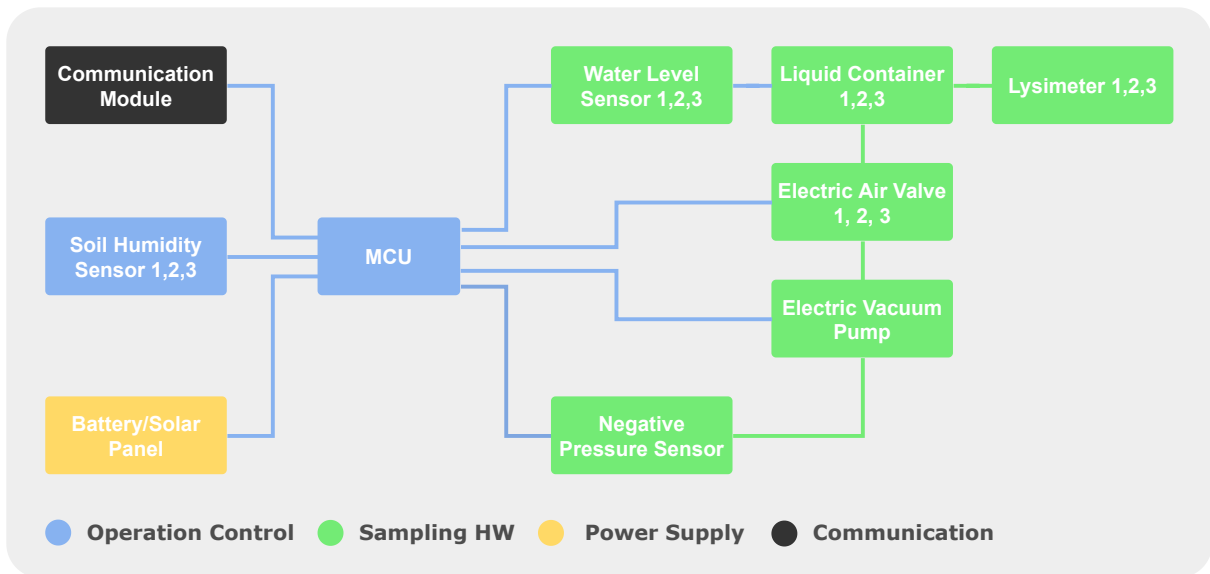 Communication
Module
Water Level
Sensor 1,2,3
Liquid Container
1,2,3
Lysimeter 1,2,3
Electric Air Valve
1, 2, 3
Soil Humidity
Sensor 1,2,3
MCU
Electric Vacuum
Pump
Battery/Solar
Panel
Negative
Pressure Sensor
Operation Control
Sampling HW
Power Supply
Communication